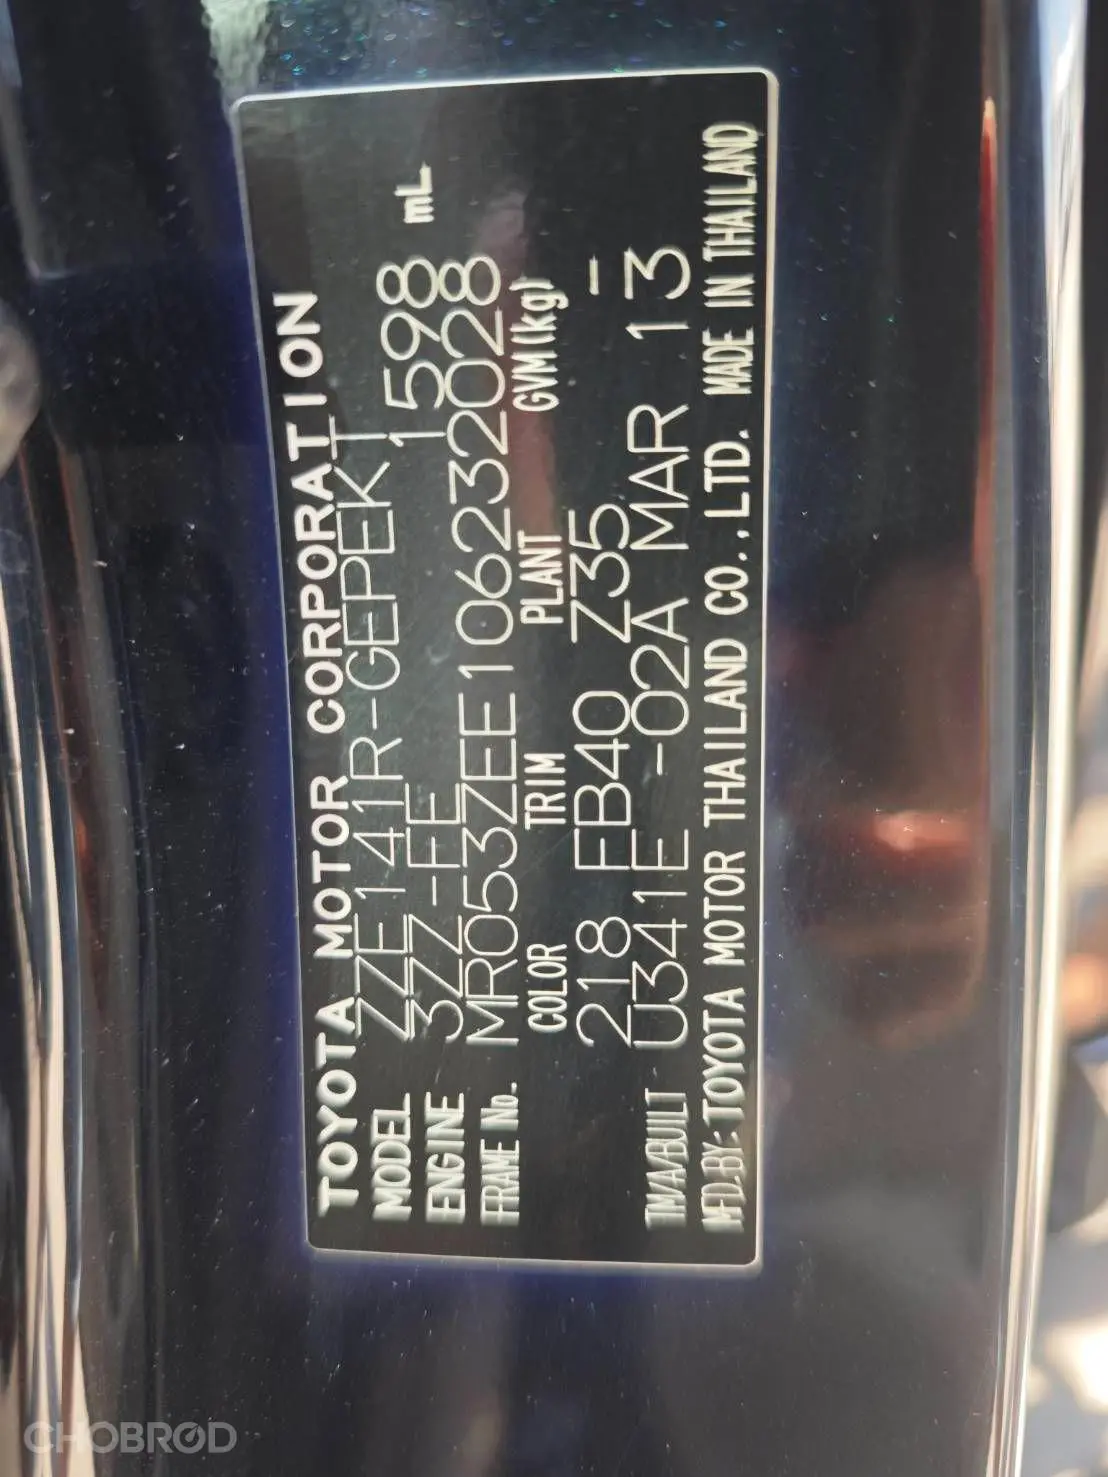 TOYOTA MOTOR CORPORATION
MODEL ZZE141R-GEPEKT
ENGINE 3ZZ-FE 1598 mL
FRAME No. MR053ZEE106232028
COLOR TRIM PLANT GVM(kg)
218 FB40 Z35 -
TM/A/BUILT U341E -02A MAR 13
MFD.BY:TOYOTA MOTOR THAILAND CO.,LTD. MADE IN THAILAND
CHOBROD